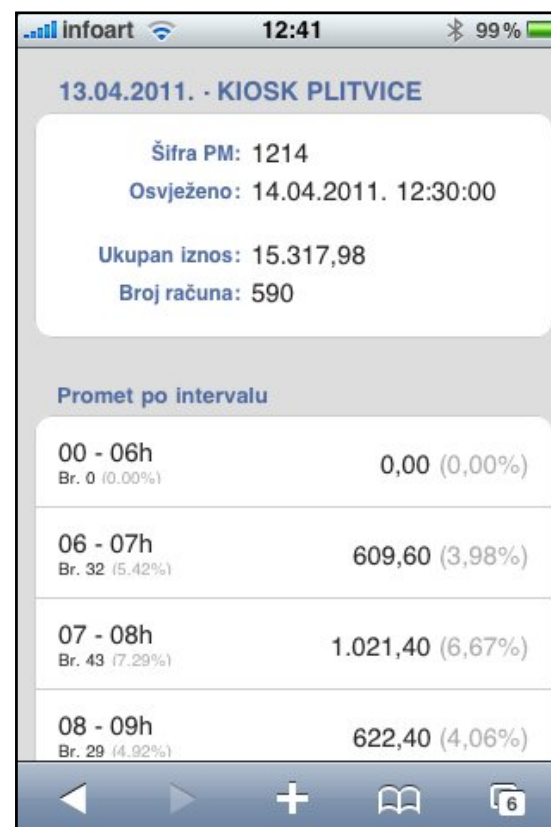 infoart 12:41 99%
13.04.2011. · KIOSK PLITVICE
Šifra PM: 1214
Osvježeno: 14.04.2011. 12:30:00
Ukupan iznos: 15.317,98
Broj računa: 590
Promet po intervalu
00 - 06h
0,00 (0,00%)
Br. 0 (0.00%)
06 - 07h
609,60 (3,98%)
Br. 32 (5.42%)
07 - 08h
1.021,40 (6,67%)
Br. 43 (7.29%)
08 - 09h
622,40 (4,06%)
Br. 29 (4.92%)
6